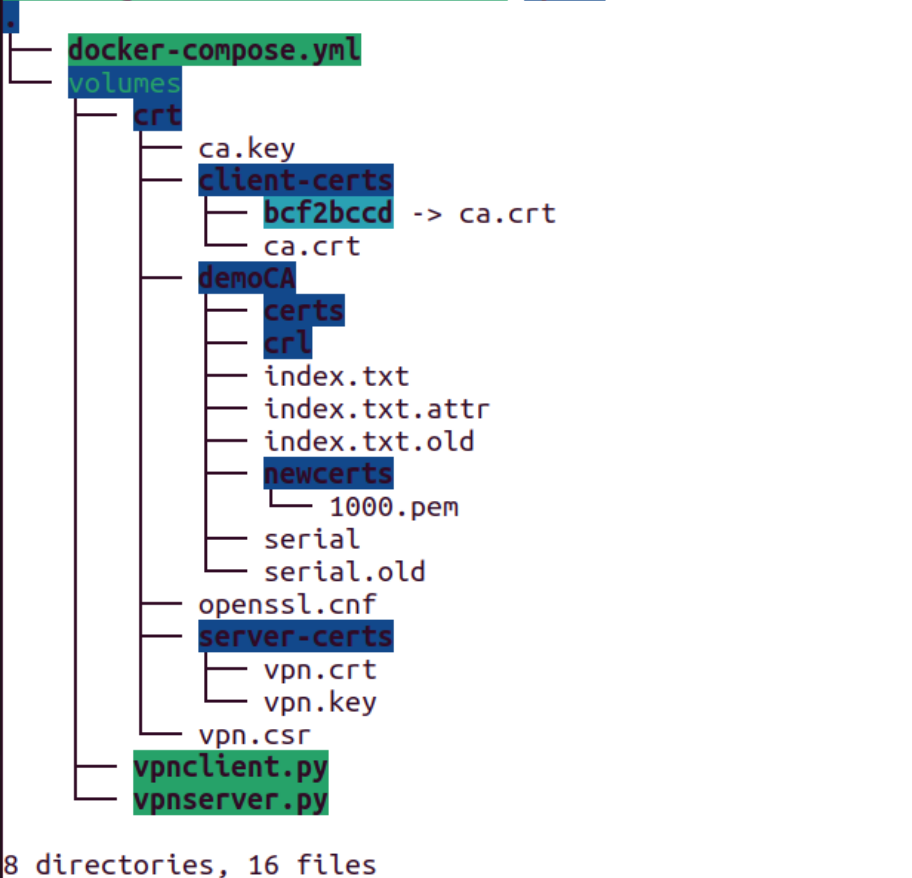 .
├── docker-compose.yml
└── volumes
    ├── crt
    │   ├── ca.key
    │   ├── client-certs
    │   │   ├── bcf2bccd -> ca.crt
    │   │   └── ca.crt
    │   ├── demoCA
    │   │   ├── certs
    │   │   ├── crl
    │   │   ├── index.txt
    │   │   ├── index.txt.attr
    │   │   ├── index.txt.old
    │   │   ├── newcerts
    │   │   │   └── 1000.pem
    │   │   ├── serial
    │   │   └── serial.old
    │   ├── openssl.cnf
    │   ├── server-certs
    │   │   ├── vpn.crt
    │   │   └── vpn.key
    │   └── vpn.csr
    ├── vpnclient.py
    └── vpnserver.py

8 directories, 16 files